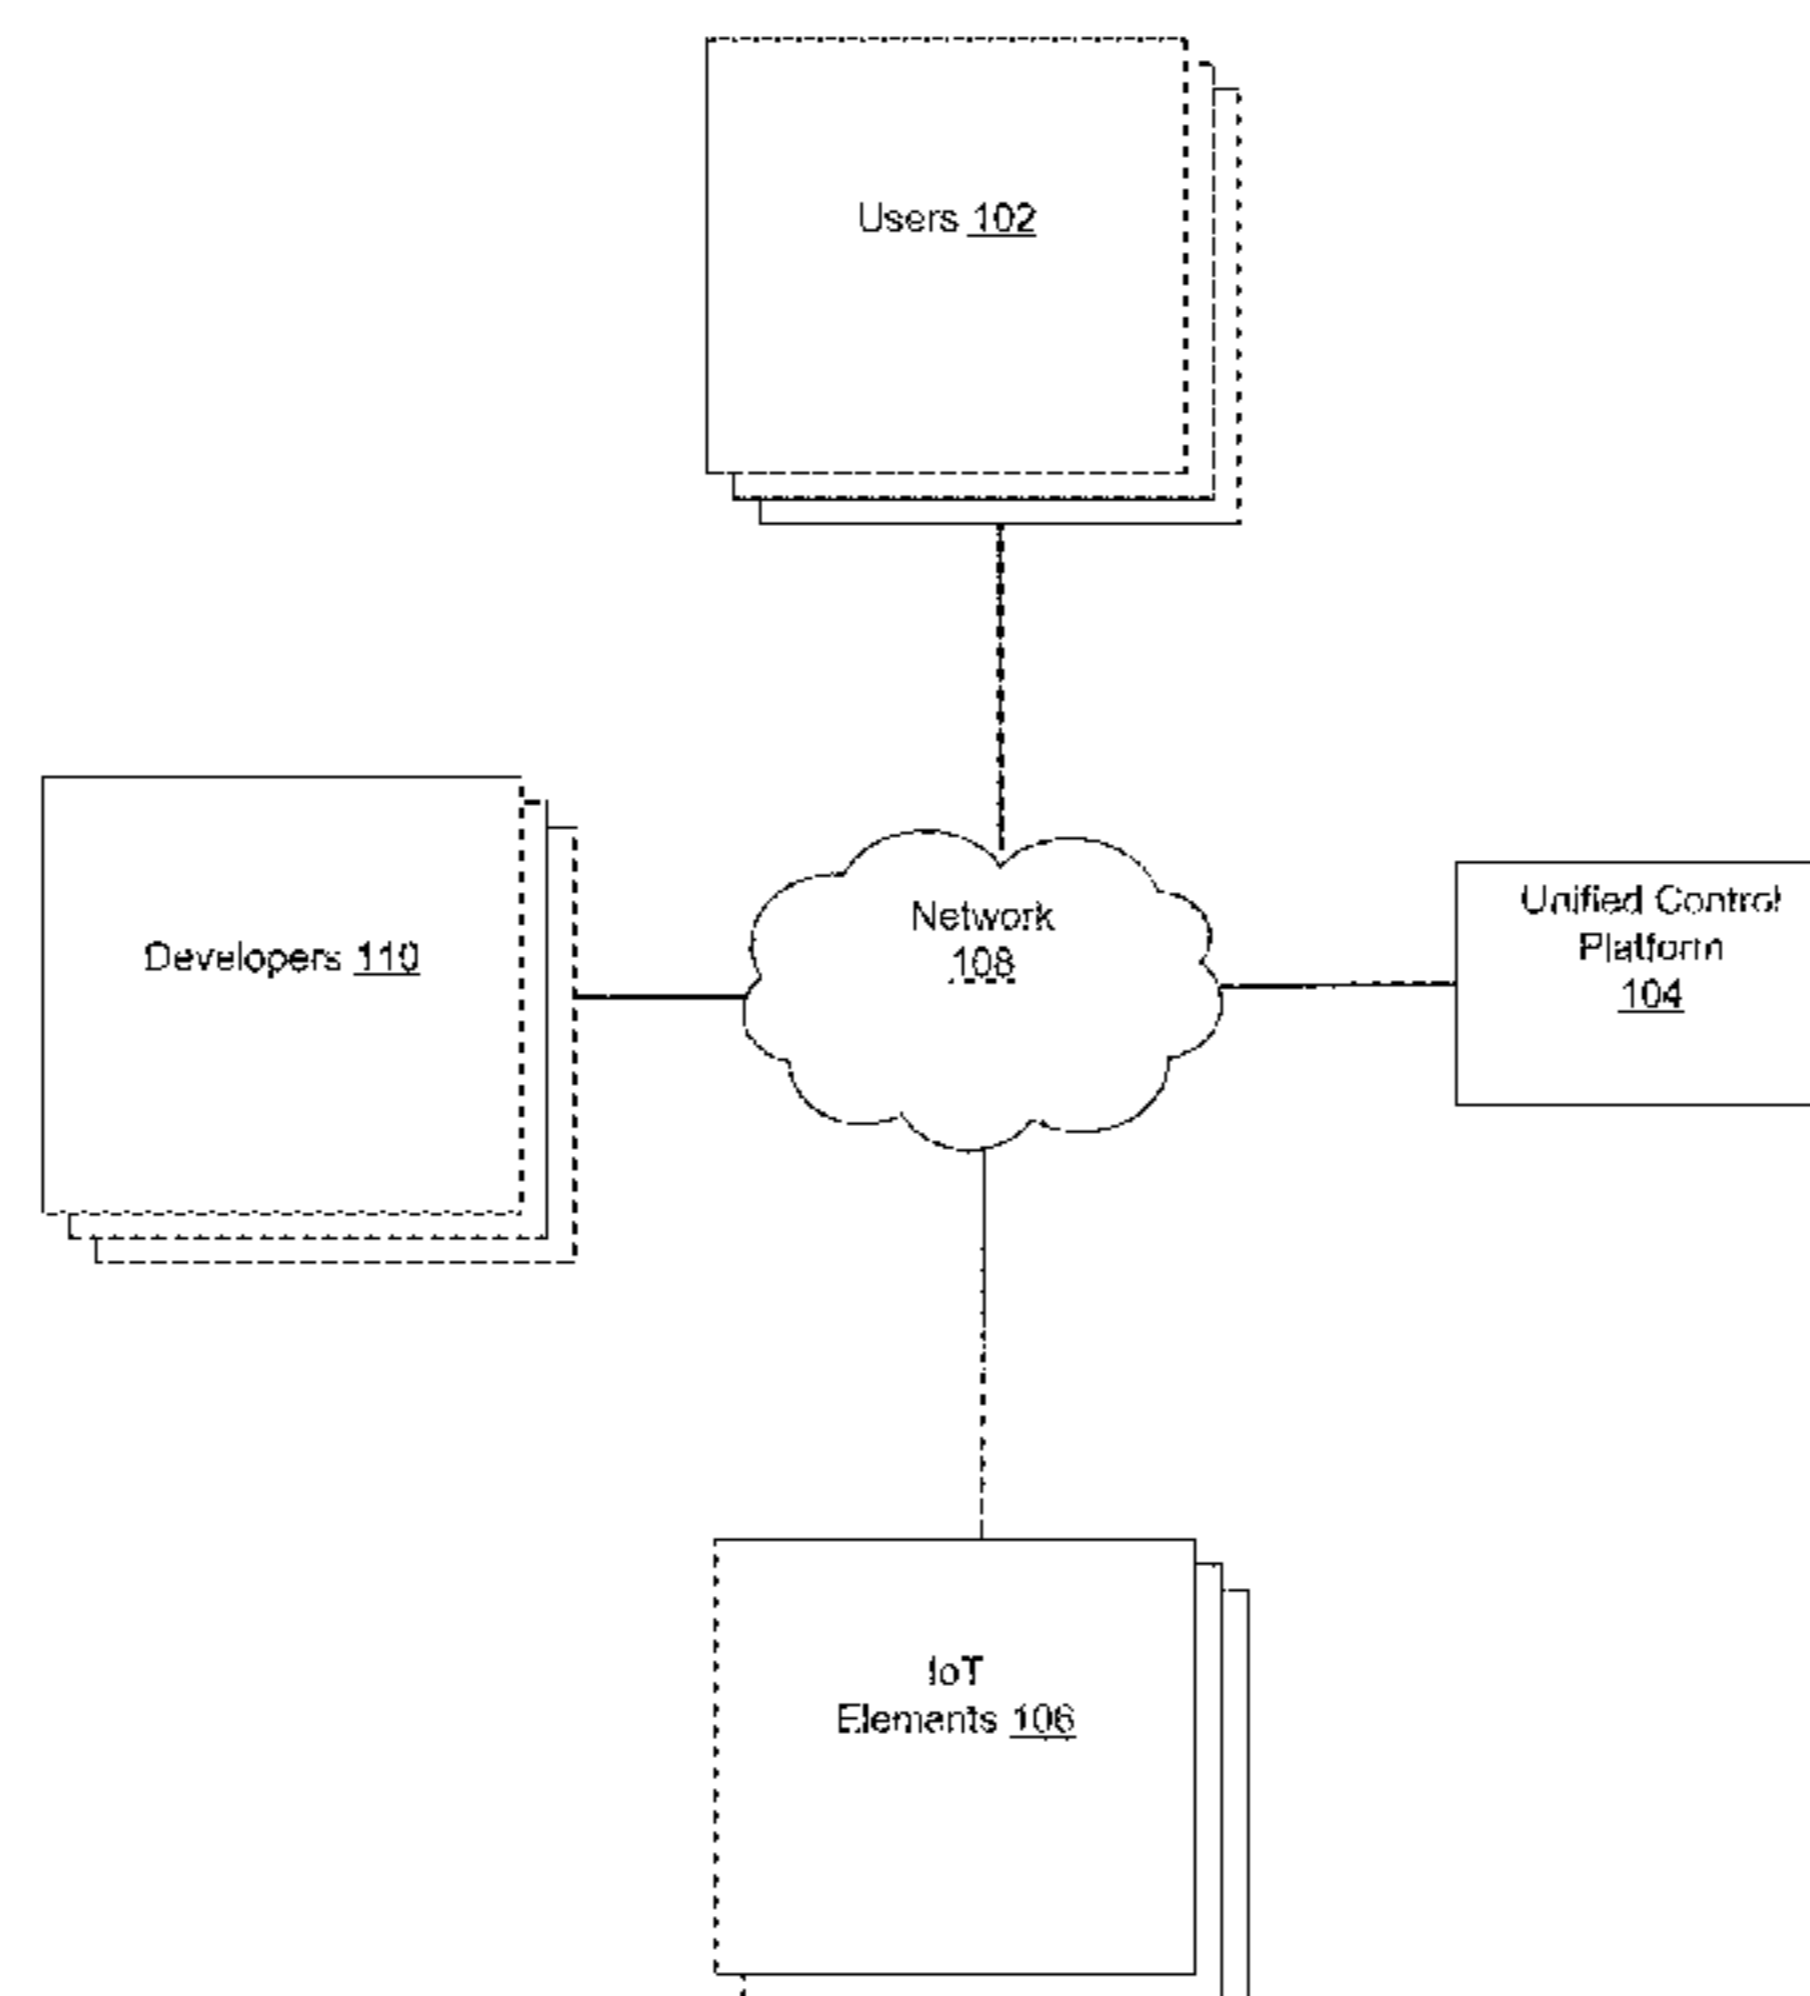 Users 102
Developers 110
Network
108
Unified Control
Platform
104
IoT
Elements 106